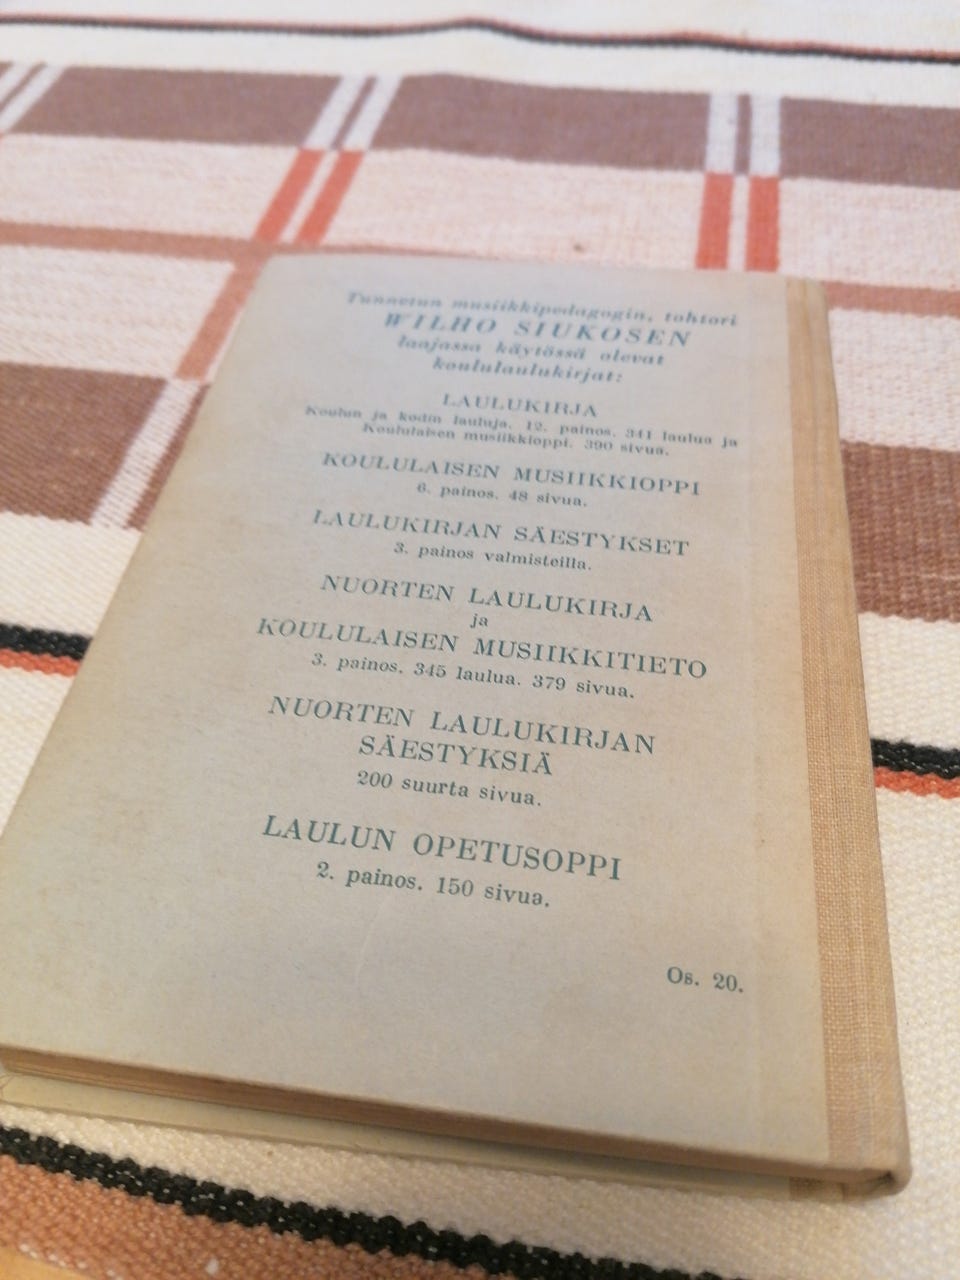 Tunnetun musiikkipedagogin, tohtori
WILHO SIUKOSEN
laajassa käytössä olevat
koululaulukirjat:
LAULUKIRJA
Koulun ja kodin lauluja. 12. painos. 341 laulua ja
Koululaisen musiikkioppi. 390 sivua.
KOULULAISEN MUSIIKKIOPPI
6. painos. 48 sivua.
LAULUKIRJAN SÄESTYKSET
3. painos valmisteilla.
NUORTEN LAULUKIRJA
ja
KOULULAISEN MUSIIKKITIETO
3. painos. 345 laulua. 379 sivua.
NUORTEN LAULUKIRJAN
SÄESTYKSIÄ
200 suurta sivua.
LAULUN OPETUSOPPI
2. painos. 150 sivua.
Os. 20.